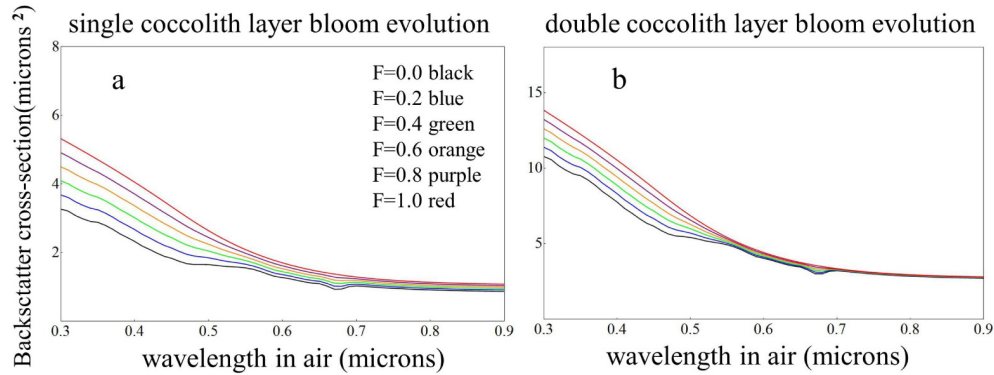 single coccolith layer bloom evolution
double coccolith layer bloom evolution
Backsctatter cross-section(microns ²)
8
6
4
2
a
F=0.0 black
F=0.2 blue
F=0.4 green
F=0.6 orange
F=0.8 purple
F=1.0 red
0.3 0.4 0.5 0.6 0.7 0.8 0.9
wavelength in air (microns)
15
10
5
b
0.3 0.4 0.5 0.6 0.7 0.8 0.9
wavelength in air (microns)